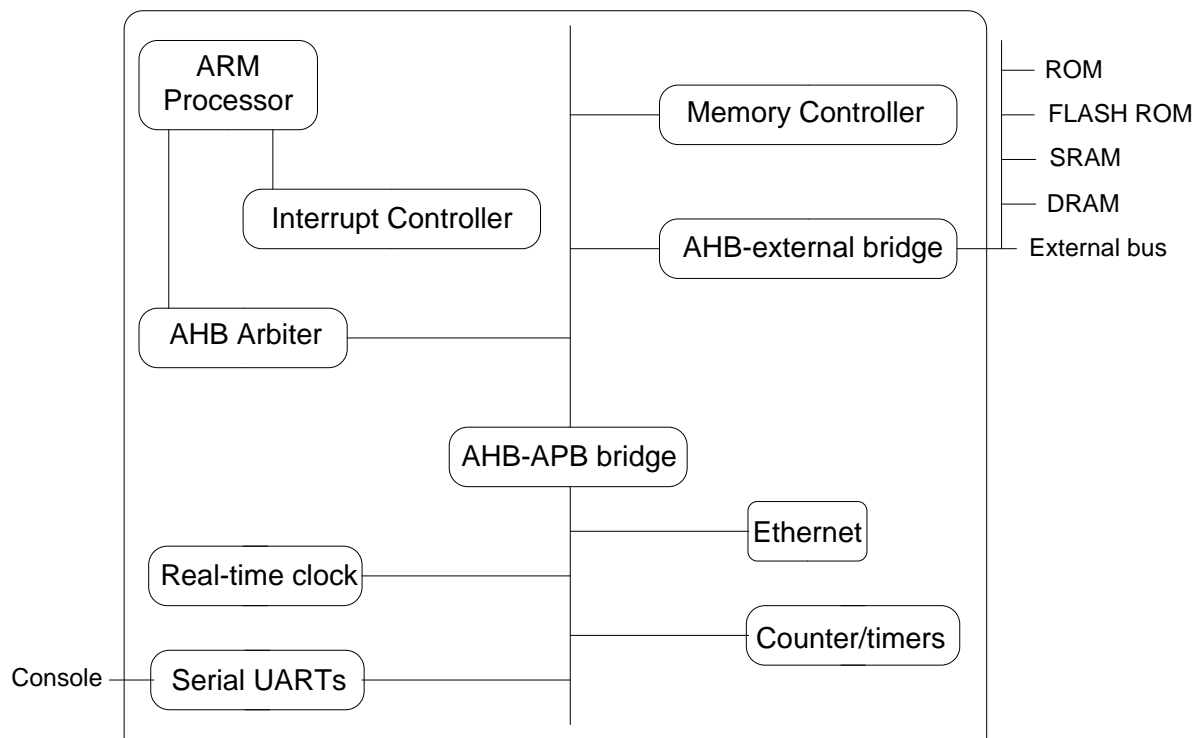 ARM
Processor
ROM
Memory Controller
FLASH ROM
SRAM
Interrupt Controller
DRAM
AHB-external bridge
External bus
AHB Arbiter
AHB-APB bridge
Ethernet
Real-time clock
Counter/timers
Console
Serial UARTs